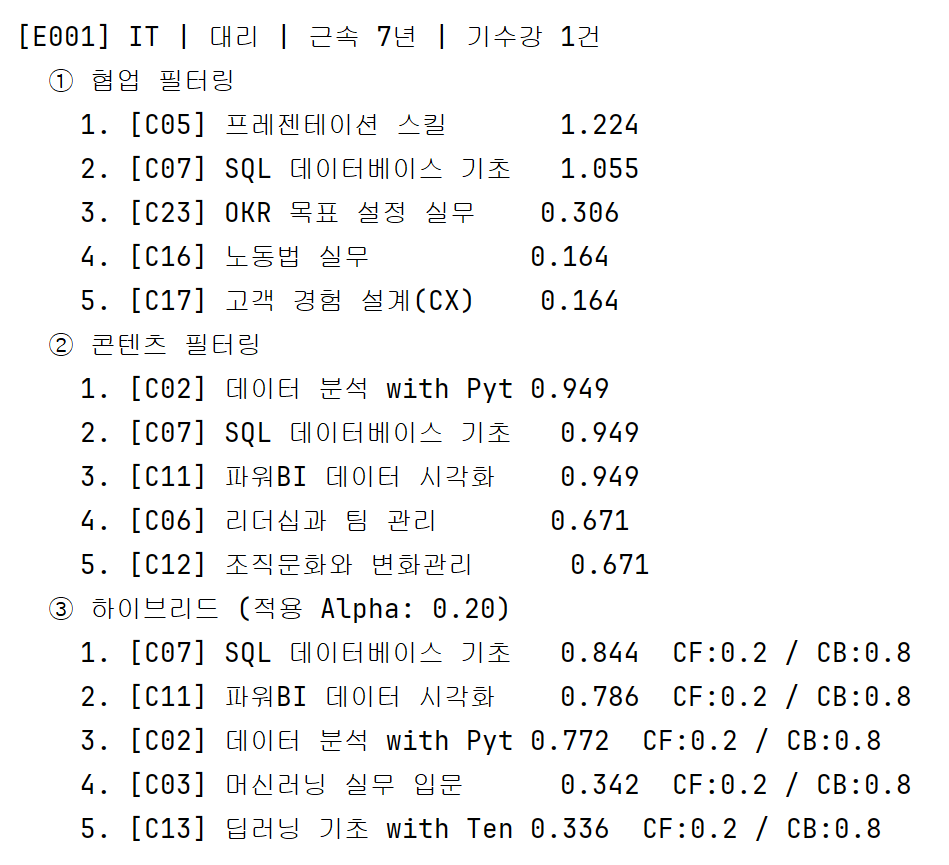 [E001] IT | 대리 | 근속 7년 | 기수강 1건
① 협업 필터링
1. [C05] 프레젠테이션 스킬 1.224
2. [C07] SQL 데이터베이스 기초 1.055
3. [C23] OKR 목표 설정 실무 0.306
4. [C16] 노동법 실무 0.164
5. [C17] 고객 경험 설계(CX) 0.164
② 콘텐츠 필터링
1. [C02] 데이터 분석 with Pyt 0.949
2. [C07] SQL 데이터베이스 기초 0.949
3. [C11] 파워BI 데이터 시각화 0.949
4. [C06] 리더십과 팀 관리 0.671
5. [C12] 조직문화와 변화관리 0.671
③ 하이브리드 (적용 Alpha: 0.20)
1. [C07] SQL 데이터베이스 기초 0.844 CF:0.2 / CB:0.8
2. [C11] 파워BI 데이터 시각화 0.786 CF:0.2 / CB:0.8
3. [C02] 데이터 분석 with Pyt 0.772 CF:0.2 / CB:0.8
4. [C03] 머신러닝 실무 입문 0.342 CF:0.2 / CB:0.8
5. [C13] 딥러닝 기초 with Ten 0.336 CF:0.2 / CB:0.8